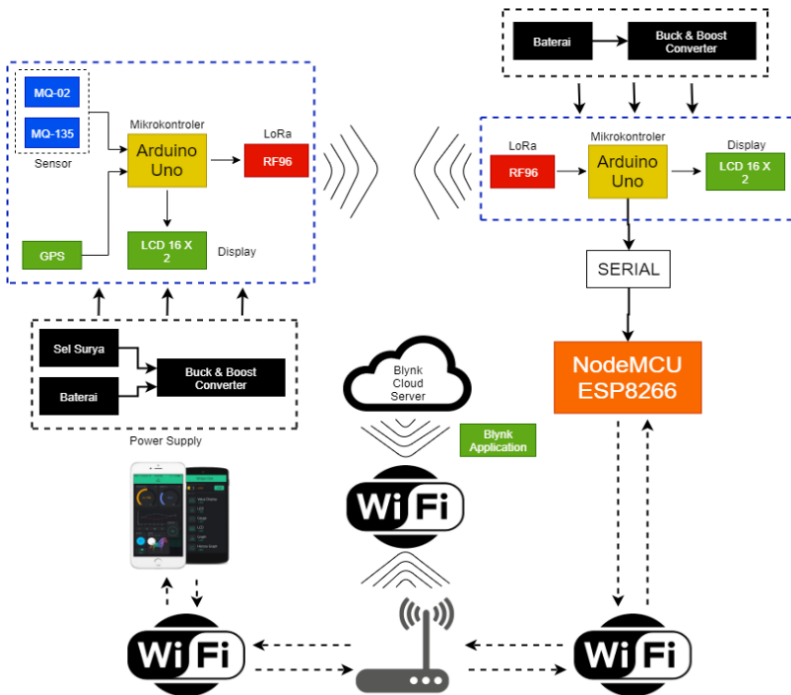 MQ-02
MQ-135
Sensor
Mikrokontroler
Arduino
Uno
LoRa
RF96
GPS
LCD 16 X
2
Display
Baterai
Buck & Boost
Converter
LoRa
RF96
Mikrokontroler
Arduino
Uno
Display
LCD 16 X
2
SERIAL
NodeMCU
ESP8266
Sel Surya
Baterai
Buck & Boost
Converter
Power Supply
Blynk
Cloud
Server
Blynk
Application
WiFi
WiFi
WiFi